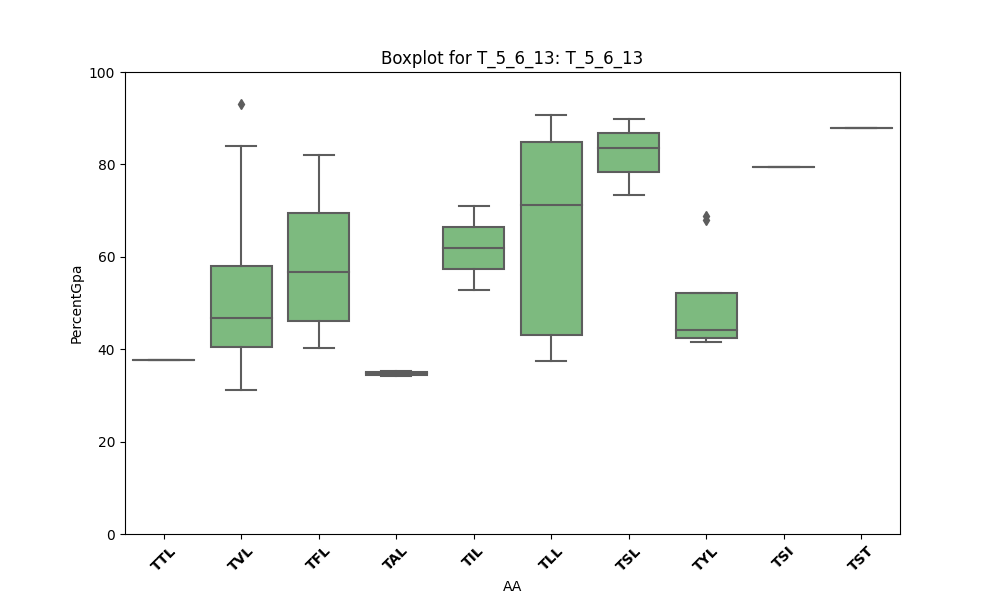 Boxplot for T_5_6_13: T_5_6_13
100
80
60
40
20
0
PercentGpa
TTL TVL TFL TAL TIL TLL TSL TYL TSI TST
AA